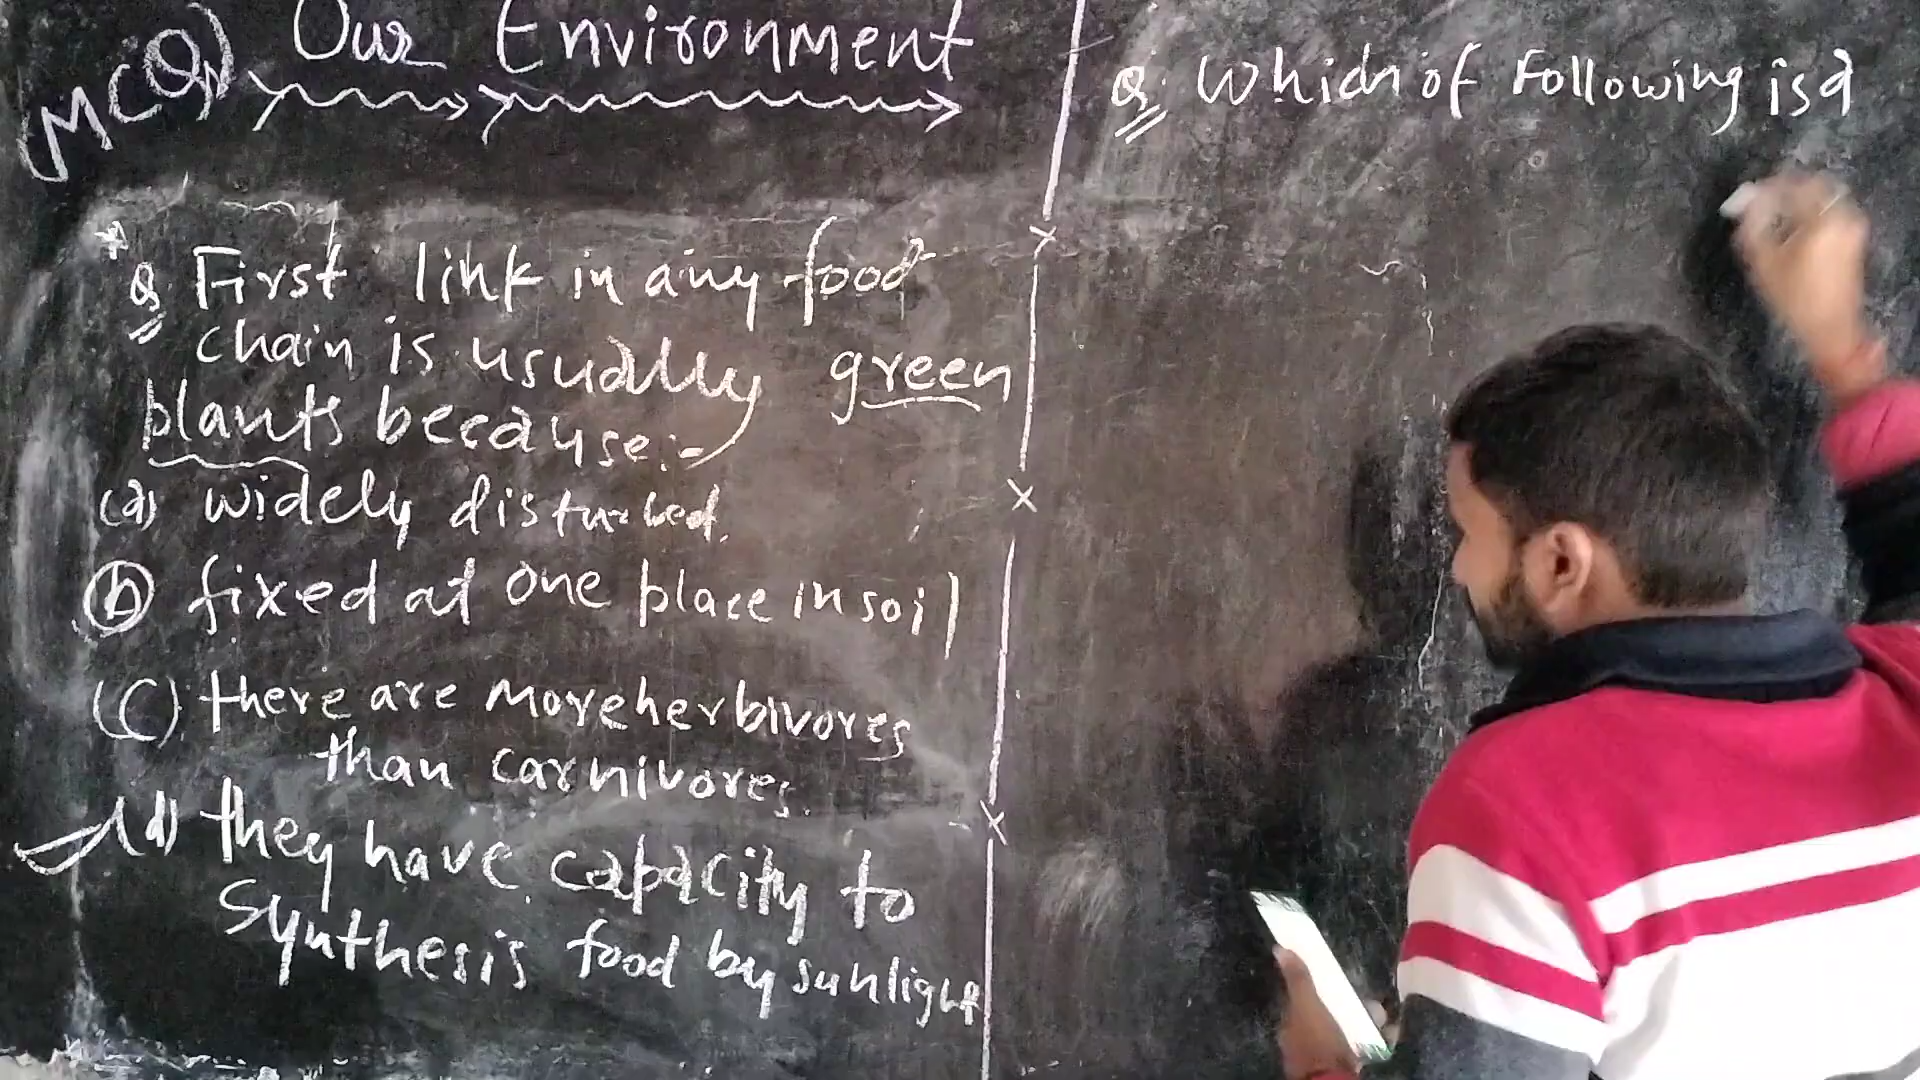 (MCQs) Our Environment
Q. First link in any food
chain is usually green
plants because:-
(a) widely disturbed.
(b) fixed at one place in soil
(C) there are more herbivores
than carnivores.
(d) they have capacity to
synthesis food by sunlight
Q. Which of following is a